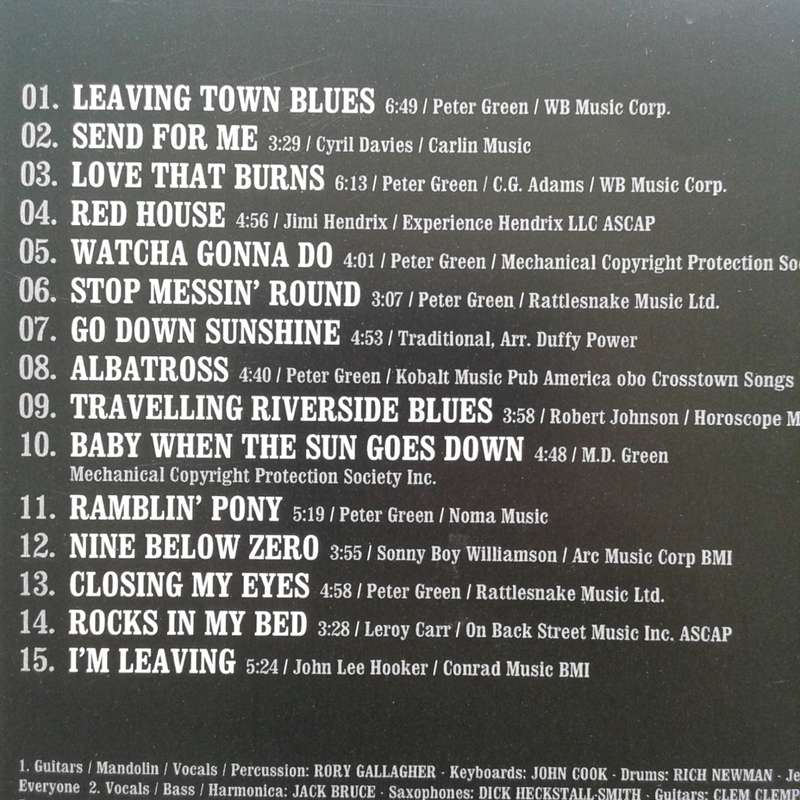 01. LEAVING TOWN BLUES 6:49 / Peter Green / WB Music Corp.
02. SEND FOR ME 3:29 / Cyril Davies / Carlin Music
03. LOVE THAT BURNS 6:13 / Peter Green / C.G. Adams / WB Music Corp.
04. RED HOUSE 4:56 / Jimi Hendrix / Experience Hendrix LLC ASCAP
05. WATCHA GONNA DO 4:01 / Peter Green / Mechanical Copyright Protection So
06. STOP MESSIN' ROUND 3:07 / Peter Green / Rattlesnake Music Ltd.
07. GO DOWN SUNSHINE 4:53 / Traditional, Arr. Duffy Power
08. ALBATROSS 4:40 / Peter Green / Kobalt Music Pub America obo Crosstown Songs
09. TRAVELLING RIVERSIDE BLUES 3:58 / Robert Johnson / Horoscope M
10. BABY WHEN THE SUN GOES DOWN 4:48 / M.D. Green
Mechanical Copyright Protection Society Inc.
11. RAMBLIN' PONY 5:19 / Peter Green / Noma Music
12. NINE BELOW ZERO 3:55 / Sonny Boy Williamson / Arc Music Corp BMI
13. CLOSING MY EYES 4:58 / Peter Green / Rattlesnake Music Ltd.
14. ROCKS IN MY BED 3:28 / Leroy Carr / On Back Street Music Inc. ASCAP
15. I'M LEAVING 5:24 / John Lee Hooker / Conrad Music BMI
1. Guitars / Mandolin / Vocals / Percussion: RORY GALLAGHER · Keyboards: JOHN COOK · Drums: RICH NEWMAN · Je
Everyone 2. Vocals / Bass / Harmonica: JACK BRUCE · Saxophones: DICK HECKSTALL-SMITH · Guitars: CLEM CLEMP